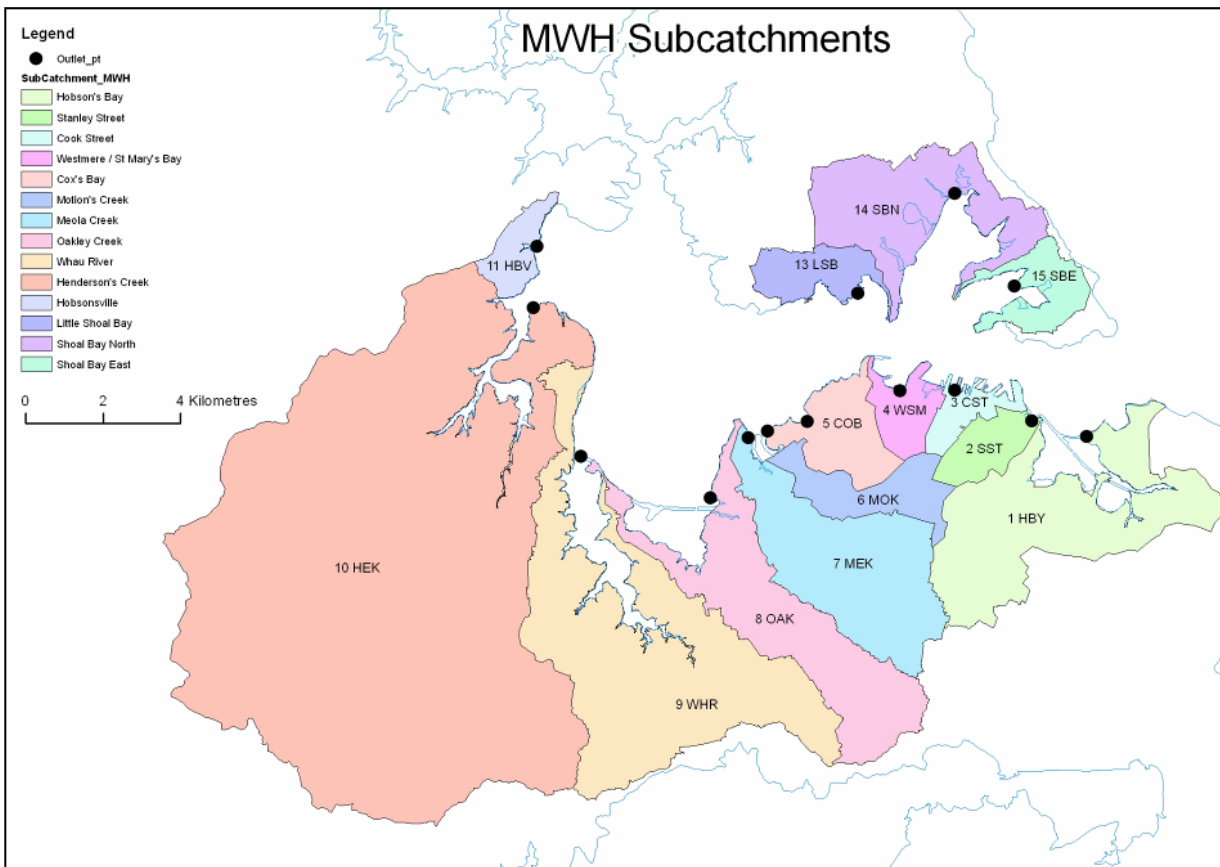 MWH Subcatchments
Legend
Outlet_pt
SubCatchment_MWH
Hobson's Bay
Stanley Street
Cook Street
Westmere / St Mary's Bay
Cox's Bay
Motion's Creek
Meola Creek
Oakley Creek
Whau River
Henderson's Creek
Hobsonsville
Little Shoal Bay
Shoal Bay North
Shoal Bay East
0 2 4 Kilometres
14 SBN
11 HBV
13 LSB
15 SBE
3 CST
4 WSM
5 COB
2 SST
6 MOK
1 HBY
7 MEK
10 HEK
8 OAK
9 WHR